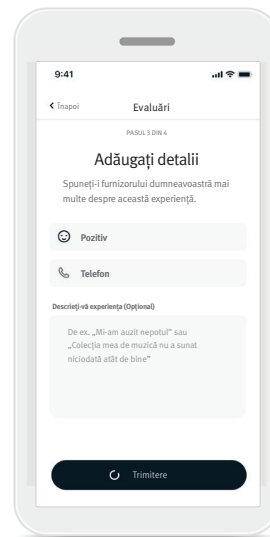 9:41
Înapoi
Evaluări
PASUL 3 DIN 4
Adăugați detalii
Spuneți-i furnizorului dumneavoastră mai
multe despre această experiență.
Pozitiv
Telefon
Descrieți-vă experiența (Opțional)
De ex. „Mi-am auzit nepotul” sau
„Colecția mea de muzică nu a sunat
niciodată atât de bine”
Trimitere